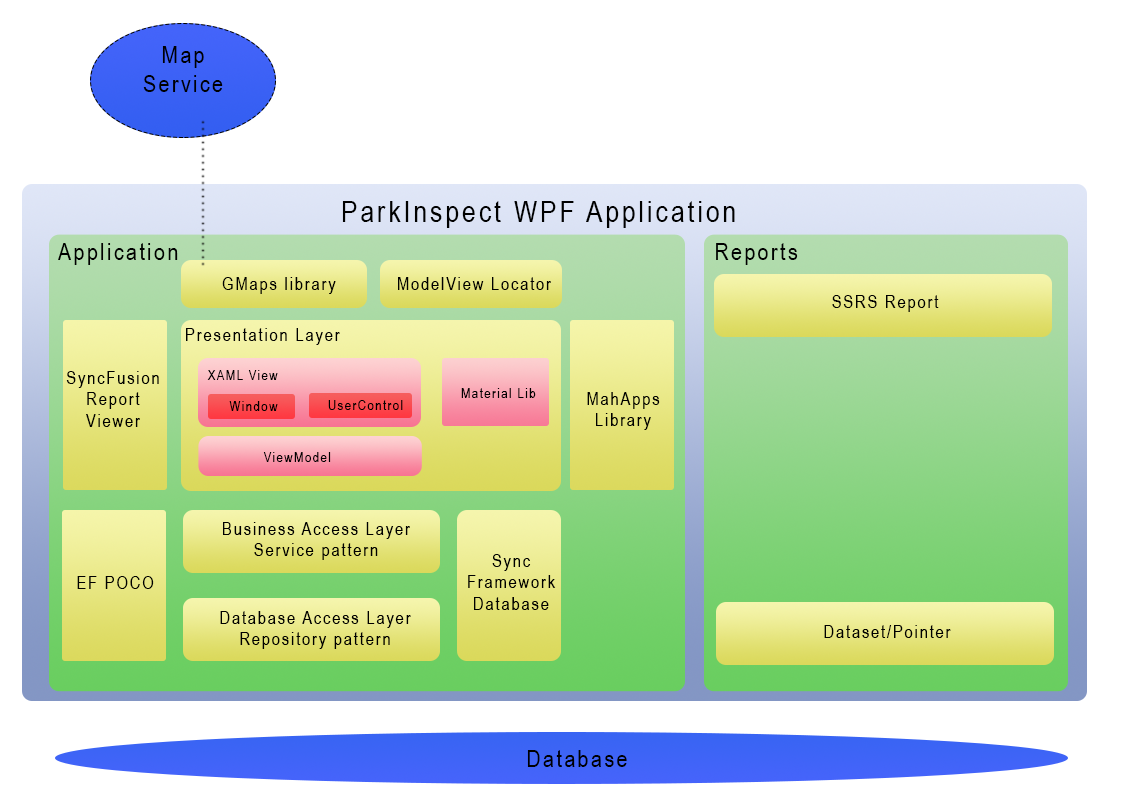 Map
Service
ParkInspect WPF Application
Application
Reports
GMaps library
ModelView Locator
SSRS Report
Presentation Layer
SyncFusion
Report
Viewer
XAML View
Window
UserControl
Material Lib
MahApps
Library
ViewModel
Business Access Layer
Service pattern
EF POCO
Sync
Framework
Database
Database Access Layer
Repository pattern
Dataset/Pointer
Database